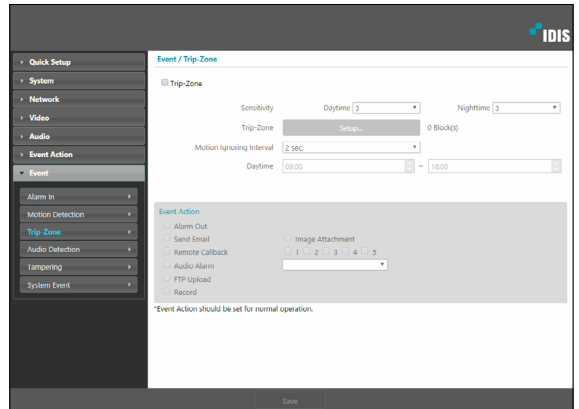 IDIS
Quick Setup
System
Network
Video
Audio
Event Action
Event
Alarm In
Motion Detection
Trip-Zone
Audio Detection
Tampering
System Event
Event / Trip-Zone
Trip-Zone
Sensitivity Daytime 3 Nighttime 3
Trip-Zone Setup... 0 Block(s)
Motion Ignoring Interval 2 sec.
Daytime 09:00 ~ 18:00
Event Action
Alarm Out
Send Email Image Attachment
Remote Callback 1 2 3 4 5
Audio Alarm
FTP Upload
Record
*Event Action should be set for normal operation.
Save